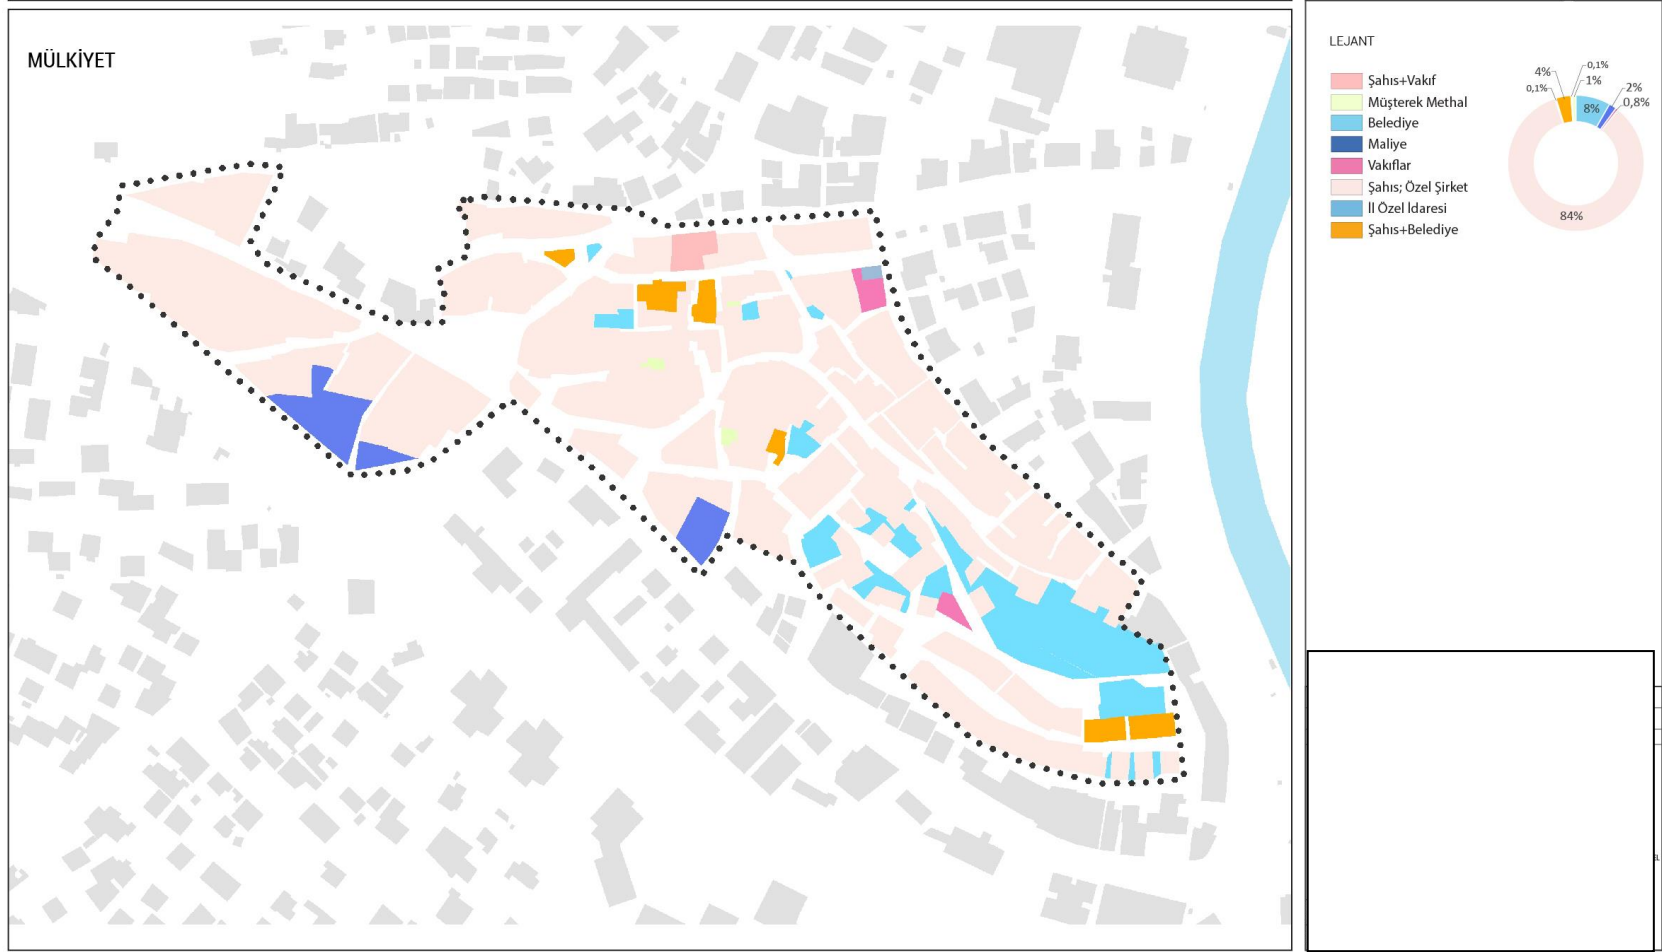 MÜLKİYET
LEJANT
Şahıs+Vakıf
Müşterek Methal
Belediye
Maliye
Vakıflar
Şahıs; Özel Şirket
İl Özel İdaresi
Şahıs+Belediye
0,1%
4%
1%
0,1%
2%
8%
0,8%
84%